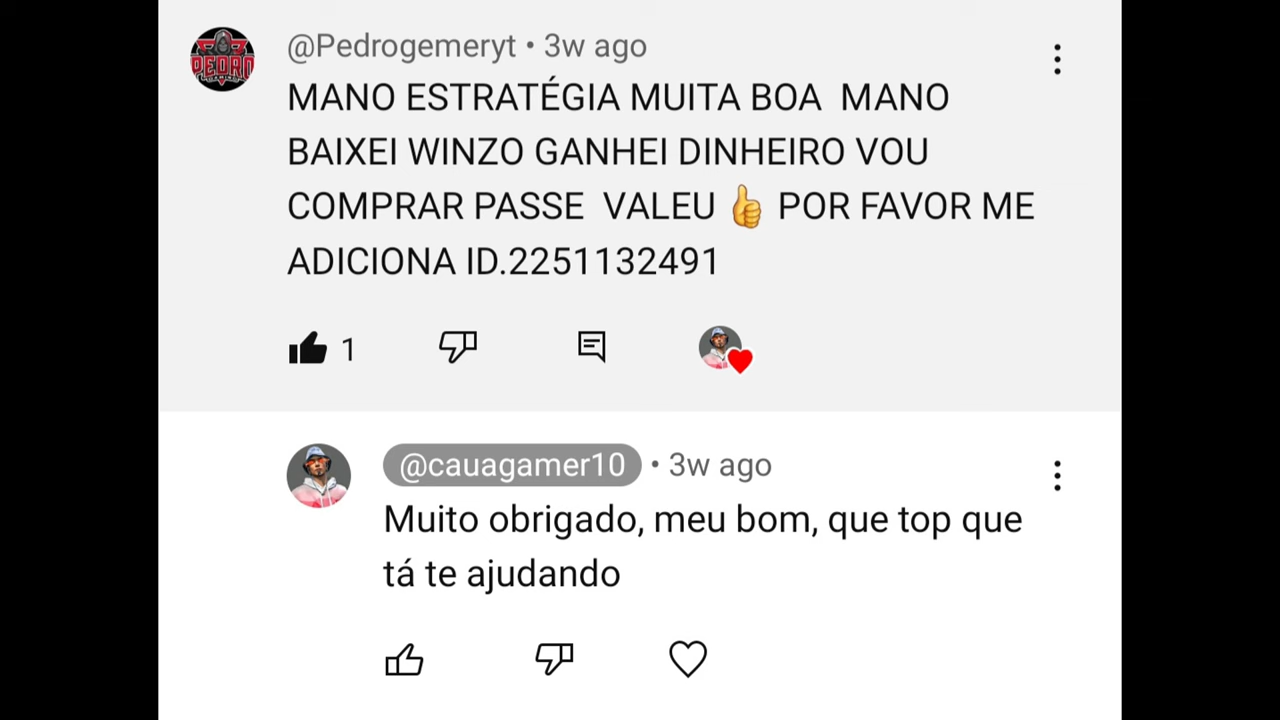 @Pedrogemeryt • 3w ago
MANO ESTRATÉGIA MUITA BOA  MANO
BAIXEI WINZO GANHEI DINHEIRO VOU
COMPRAR PASSE  VALEU 👍 POR FAVOR ME
ADICIONA ID.2251132491
1
@cauagamer10 • 3w ago
Muito obrigado, meu bom, que top que
tá te ajudando